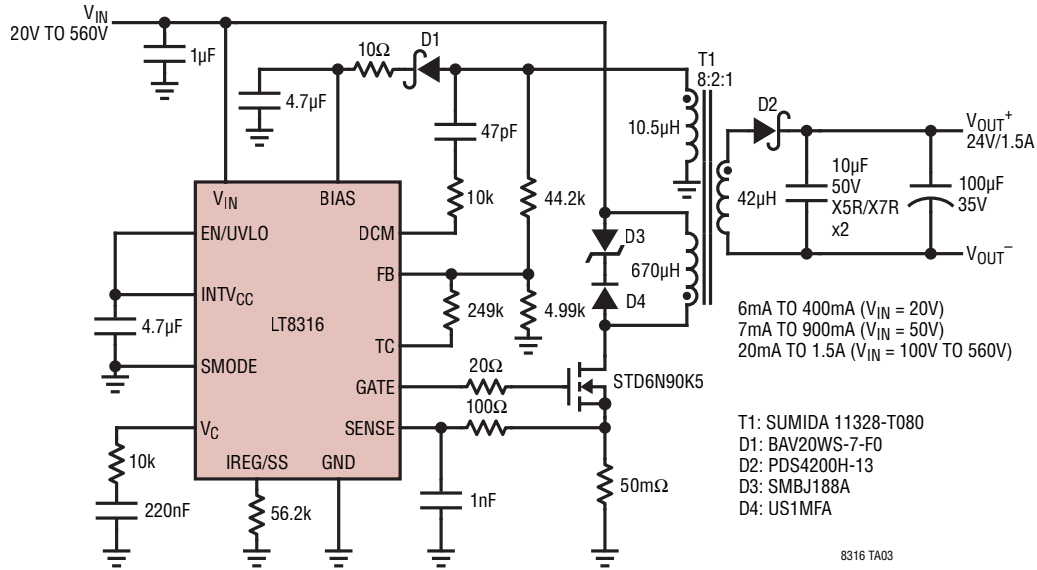 VIN
20V TO 560V
1µF
4.7µF
10Ω
D1
47pF
10k
44.2k
T1
8:2:1
10.5µH
D2
42µH
10µF
50V
X5R/X7R
x2
100µF
35V
VOUT+
24V/1.5A
VOUT–
VIN
BIAS
EN/UVLO
DCM
INTVCC
FB
LT8316
SMODE
TC
GATE
VC
SENSE
IREG/SS
GND
4.7µF
249k
4.99k
D3
670µH
D4
20Ω
STD6N90K5
100Ω
10k
220nF
56.2k
1nF
50mΩ
6mA TO 400mA (VIN = 20V)
7mA TO 900mA (VIN = 50V)
20mA TO 1.5A (VIN = 100V TO 560V)
T1: SUMIDA 11328-T080
D1: BAV20WS-7-F0
D2: PDS4200H-13
D3: SMBJ188A
D4: US1MFA
8316 TA03